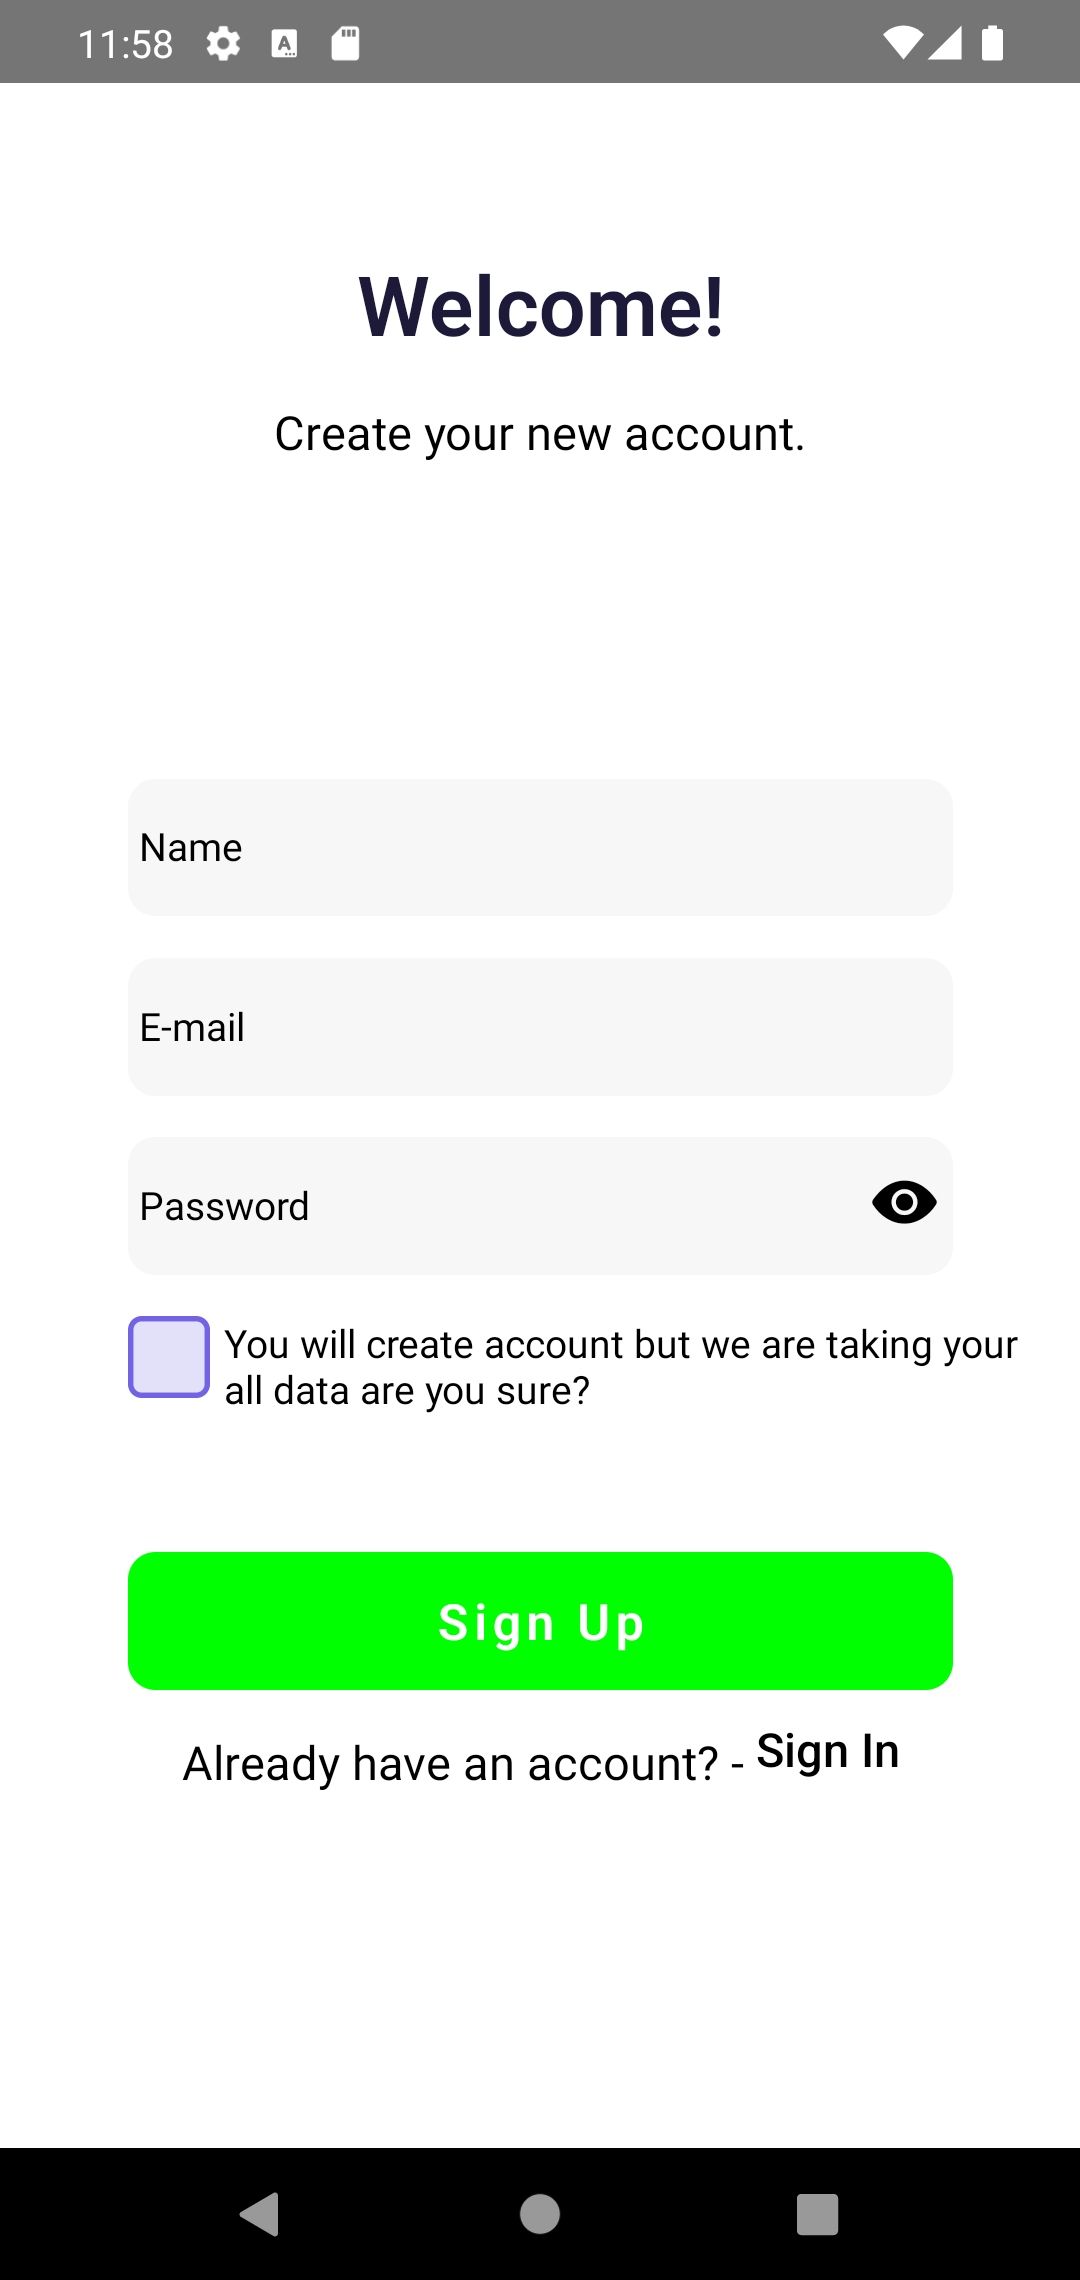 11:58
Welcome!
Create your new account.
Name
E-mail
Password
You will create account but we are taking your
all data are you sure?
Sign Up
Already have an account? - Sign In